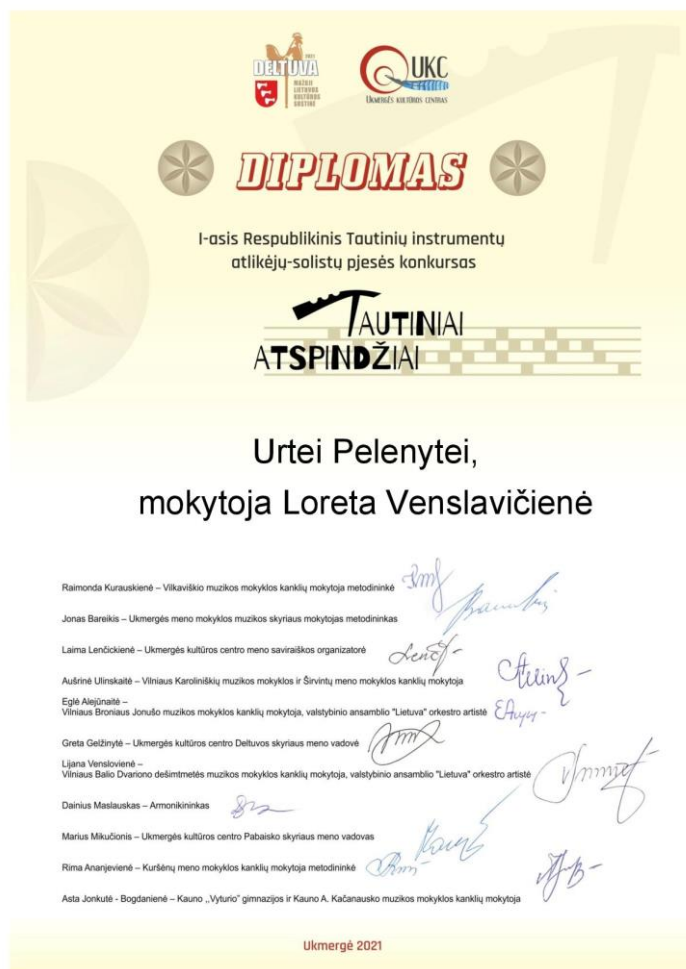 2021
DELTUVA
MAŽOJI
LIETUVOS
KULTŪROS
SOSTINĖ
UKC
UKMERGĖS KULTŪROS CENTRAS
DIPLOMAS
I-asis Respublikinis Tautinių instrumentų
atlikėjų-solistų pjesės konkursas
TAUTINIAI
ATSPINDŽIAI
Urtei Pelenytei,
mokytoja Loreta Venslavičienė
Raimonda Kurauskienė – Vilkaviškio muzikos mokyklos kanklių mokytoja metodininkė
Jonas Bareikis – Ukmergės meno mokyklos muzikos skyriaus mokytojas metodininkas
Laima Lenčickienė – Ukmergės kultūros centro meno saviraiškos organizatorė
Aušrinė Ulinskaitė – Vilniaus Karoliniškių muzikos mokyklos ir Širvintų meno mokyklos kanklių mokytoja
Eglė Alejūnaitė –
Vilniaus Broniaus Jonušo muzikos mokyklos kanklių mokytoja, valstybinio ansamblio "Lietuva" orkestro artistė
Greta Gelžinytė – Ukmergės kultūros centro Deltuvos skyriaus meno vadovė
Lijana Venslovienė –
Vilniaus Balio Dvariono dešimtmetės muzikos mokyklos kanklių mokytoja, valstybinio ansamblio "Lietuva" orkestro artistė
Dainius Maslauskas – Armonikininkas
Marius Mikučionis – Ukmergės kultūros centro Pabaisko skyriaus meno vadovas
Rima Ananjevienė – Kuršėnų meno mokyklos kanklių mokytoja metodininkė
Asta Jonkutė - Bogdanienė – Kauno ,,Vyturio” gimnazijos ir Kauno A. Kačanausko muzikos mokyklos kanklių mokytoja
Ukmergė 2021